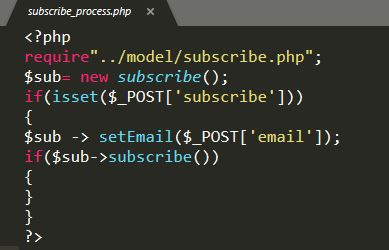 subscribe_process.php ×
<?php
require"../model/subscribe.php";
$sub= new subscribe();
if(isset($_POST['subscribe']))
{
$sub -> setEmail($_POST['email']);
if($sub->subscribe())
{
}
}
?>